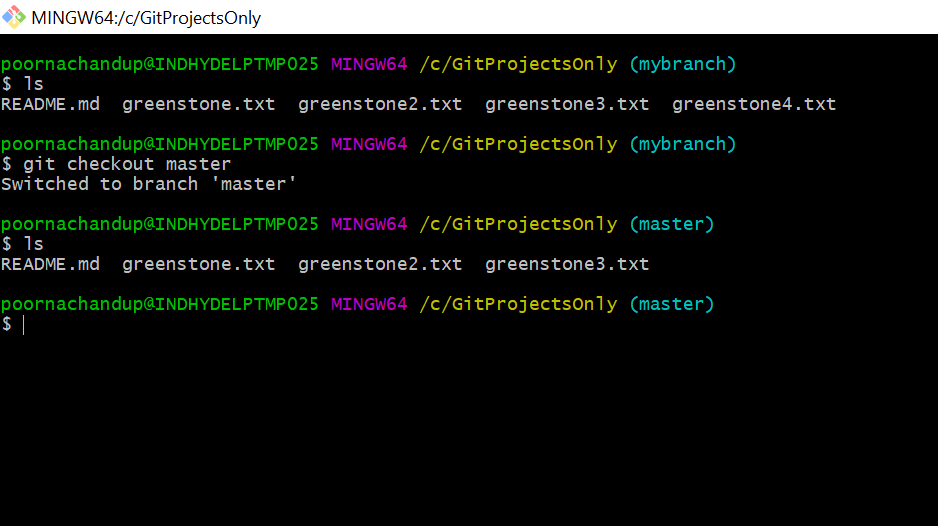 MINGW64:/c/GitProjectsOnly
poornachandup@INDHYDELPTMP025 MINGW64 /c/GitProjectsOnly (mybranch)
$ ls
README.md  greenstone.txt  greenstone2.txt  greenstone3.txt  greenstone4.txt
poornachandup@INDHYDELPTMP025 MINGW64 /c/GitProjectsOnly (mybranch)
$ git checkout master
Switched to branch 'master'
poornachandup@INDHYDELPTMP025 MINGW64 /c/GitProjectsOnly (master)
$ ls
README.md  greenstone.txt  greenstone2.txt  greenstone3.txt
poornachandup@INDHYDELPTMP025 MINGW64 /c/GitProjectsOnly (master)
$